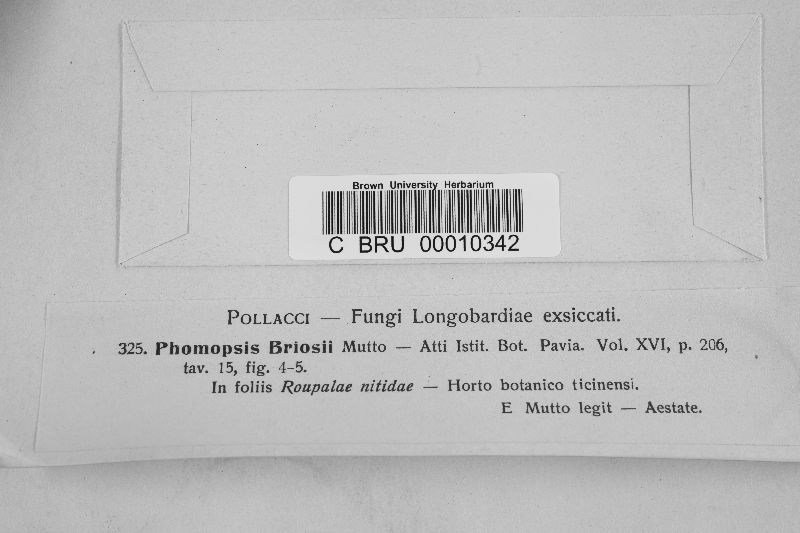 Brown University Herbarium
C BRU 00010342
POLLACCI — Fungi Longobardiae exsiccati.
325. Phomopsis Briosii Mutto — Atti Istit. Bot. Pavia. Vol. XVI, p. 206,
tav. 15, fig. 4-5.
In foliis Roupalae nitidae — Horto botanico ticinensi.
E Mutto legit — Aestate.